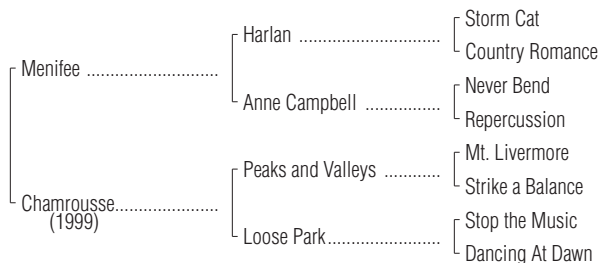 Storm Cat
Harlan ................................
Country Romance
Menifee .............................
Never Bend
Anne Campbell .................
Repercussion
Mt. Livermore
Peaks and Valleys .............
Strike a Balance
Chamrousse.......................
(1999)
Stop the Music
Loose Park.........................
Dancing At Dawn